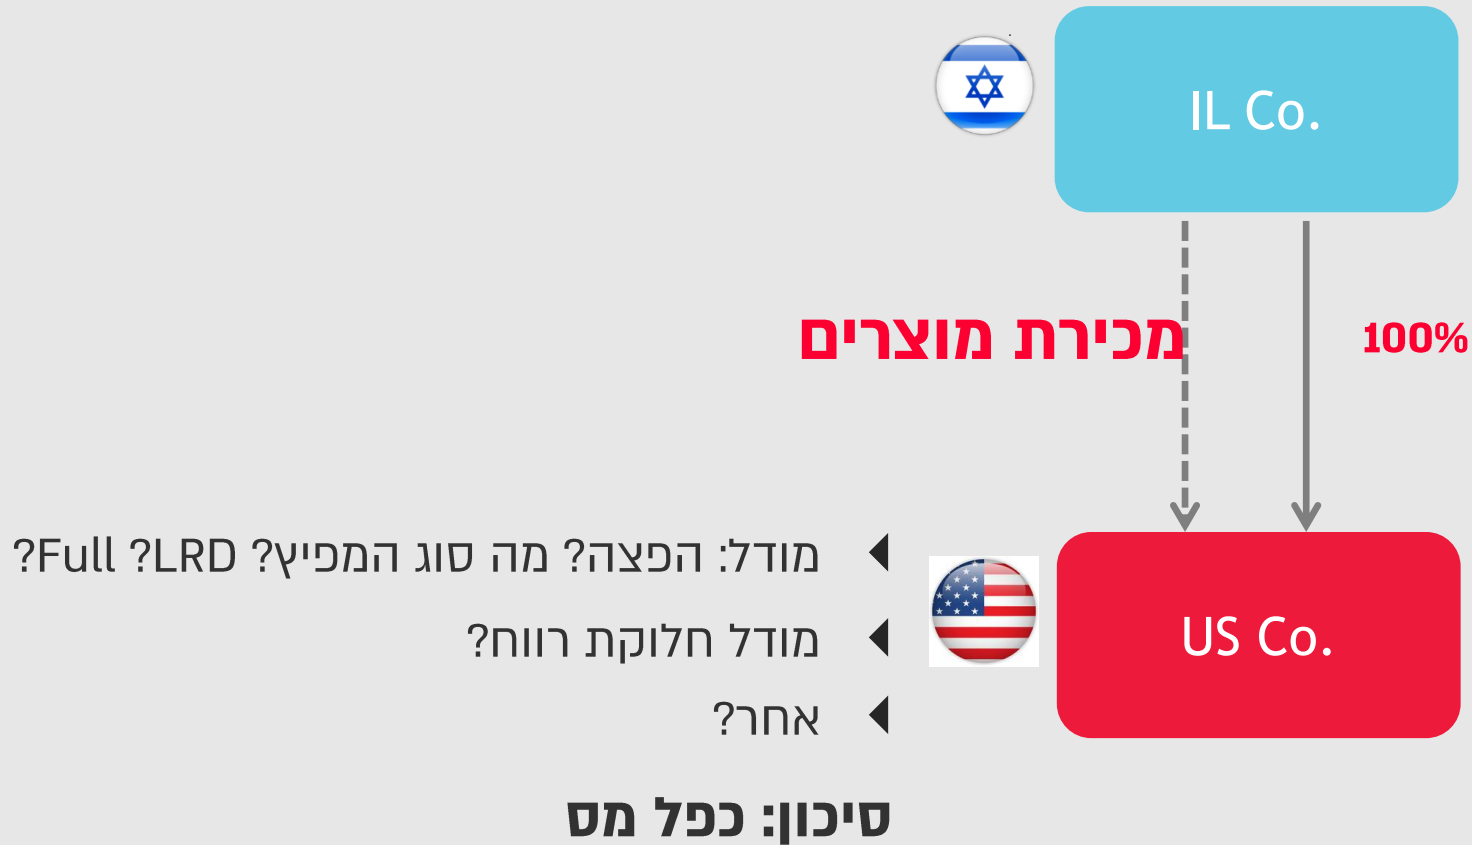 IL Co.
מכירת מוצרים
100%
מודל: הפצה? מה סוג המפיץ? LRD? Full?
מודל חלוקת רווח?
אחר?
US Co.
סיכון: כפל מס